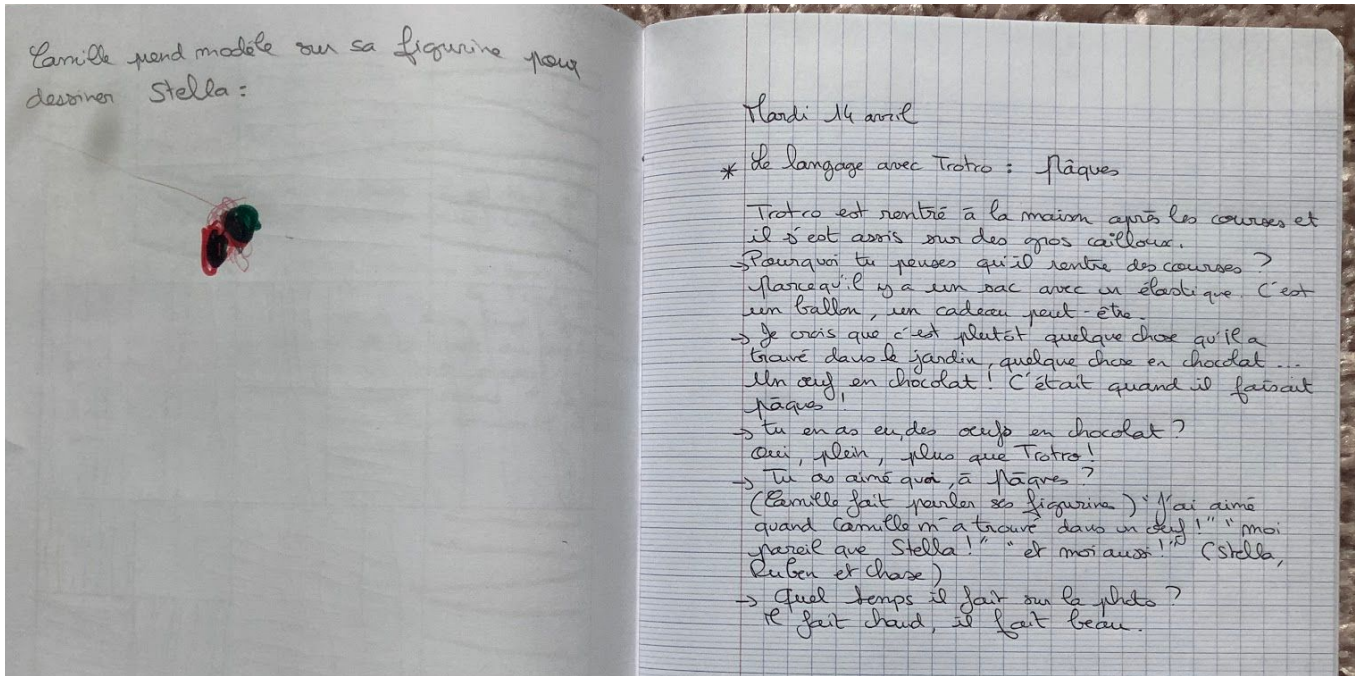 Camille prend modèle sur sa figurine pour
dessiner Stella :
Mardi 14 avril
* Le langage avec Trotro : Pâques
Trotro est rentré à la maison après les courses et
il s'est assis sur des gros cailloux.
→ Pourquoi tu penses qu'il rentre des courses ?
Parcequ'il y a un sac avec un élastique. C'est
un ballon, un cadeau peut-être.
→ Je crois que c'est plutôt quelque chose qu'il a
trouvé dans le jardin, quelque chose en chocolat ...
Un œuf en chocolat ! C'était quand il faisait
pâques !
→ Tu en as eu, des oeufs en chocolat ?
Oui, plein, plus que Trotro !
→ Tu as aimé quoi, à Pâques ?
(Camille fait parler ses figurines) "J'ai aimé
quand Camille m'a trouvé dans un œuf !" "moi
pareil que Stella !" "et moi aussi !" (Stella,
Ruben et Chase)
→ Quel temps il fait sur la photo ?
Il fait chaud, il fait beau.